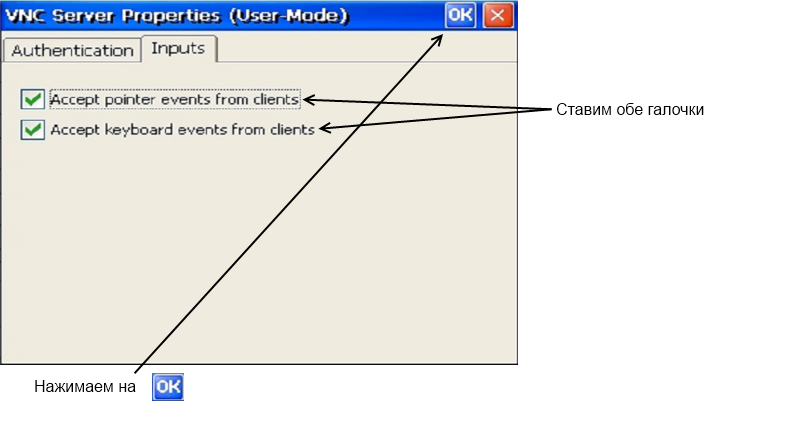 VNC Server Properties (User-Mode) OK
Authentication Inputs
Accept pointer events from clients
Accept keyboard events from clients
Ставим обе галочки
Нажимаем на OK